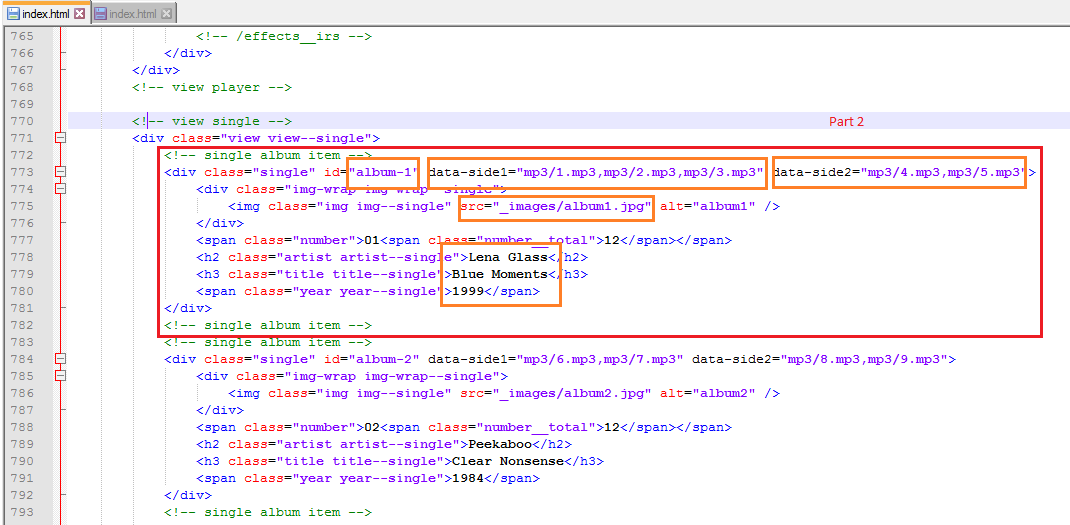 index.html index.html
765 <!-- /effects__irs -->
766 </div>
767 </div>
768 <!-- view player -->
769
770 <!-- view single --> Part 2
771 <div class="view view--single">
772 <!-- single album item -->
773 <div class="single" id="album-1" data-side1="mp3/1.mp3,mp3/2.mp3,mp3/3.mp3" data-side2="mp3/4.mp3,mp3/5.mp3">
774 <div class="img-wrap img-wrap--single">
775 <img class="img img--single" src="_images/album1.jpg" alt="album1" />
776 </div>
777 <span class="number">01<span class="number__total">12</span></span>
778 <h2 class="artist artist--single">Lena Glass</h2>
779 <h3 class="title title--single">Blue Moments</h3>
780 <span class="year year--single">1999</span>
781 </div>
782 <!-- single album item -->
783 <!-- single album item -->
784 <div class="single" id="album-2" data-side1="mp3/6.mp3,mp3/7.mp3" data-side2="mp3/8.mp3,mp3/9.mp3">
785 <div class="img-wrap img-wrap--single">
786 <img class="img img--single" src="_images/album2.jpg" alt="album2" />
787 </div>
788 <span class="number">02<span class="number__total">12</span></span>
789 <h2 class="artist artist--single">Peekaboo</h2>
790 <h3 class="title title--single">Clear Nonsense</h3>
791 <span class="year year--single">1984</span>
792 </div>
793 <!-- single album item -->